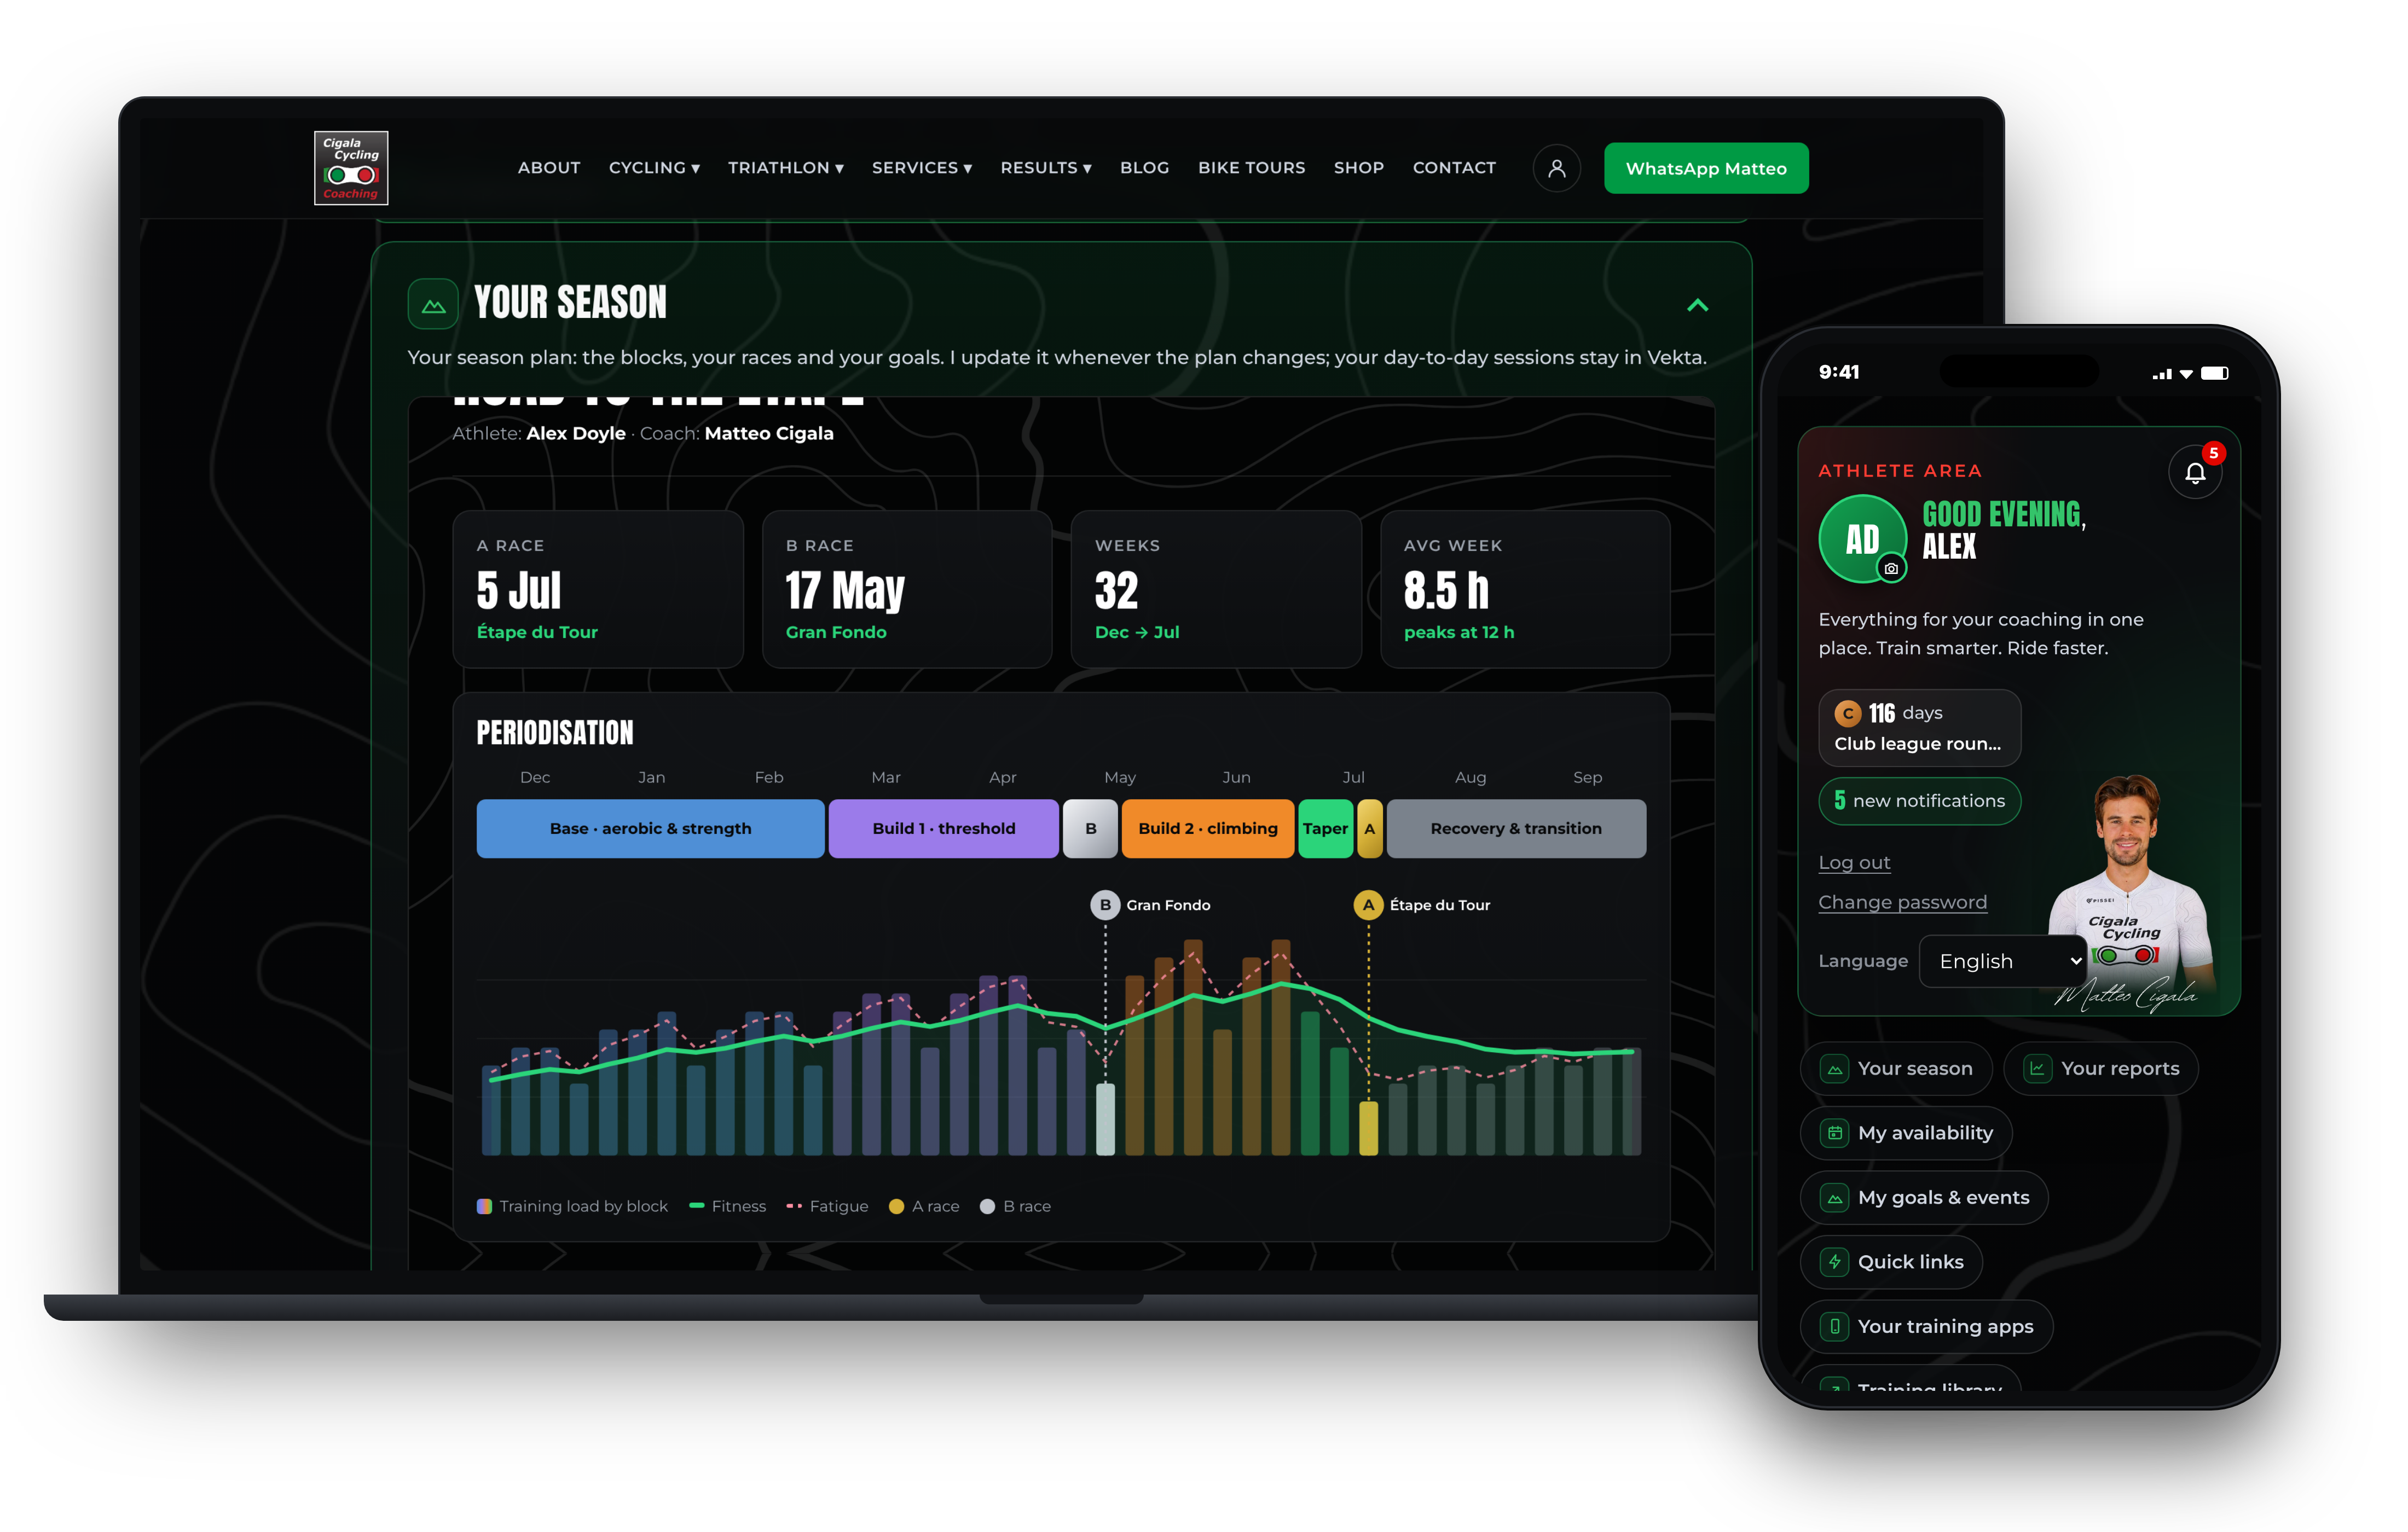 Cigala
Cycling
Coaching
ABOUT CYCLING ▾ TRIATHLON ▾ SERVICES ▾ RESULTS ▾ BLOG BIKE TOURS SHOP CONTACT
WhatsApp Matteo
YOUR SEASON
Your season plan: the blocks, your races and your goals. I update it whenever the plan changes; your day-to-day sessions stay in Vekta.
Athlete: Alex Doyle · Coach: Matteo Cigala
A RACE
5 Jul
Étape du Tour
B RACE
17 May
Gran Fondo
WEEKS
32
Dec → Jul
AVG WEEK
8.5 h
peaks at 12 h
PERIODISATION
Dec Jan Feb Mar Apr May Jun Jul Aug Sep
Base · aerobic & strength Build 1 · threshold B Build 2 · climbing Taper A Recovery & transition
B Gran Fondo A Étape du Tour
Training load by block Fitness Fatigue A race B race
9:41
ATHLETE AREA
5
AD
GOOD EVENING,
ALEX
Everything for your coaching in one
place. Train smarter. Ride faster.
C 116 days
Club league roun...
5 new notifications
Log out
Change password
Language English
PISSEI
Cigala
Cycling
Matteo Cigala
Your season Your reports
My availability
My goals & events
Quick links
Your training apps
Training library